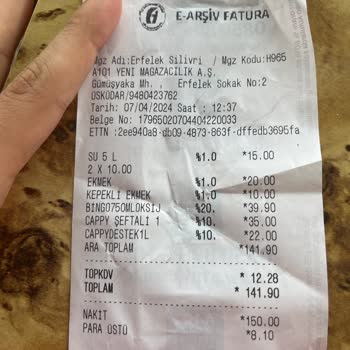 E-ARŞİV FATURA
Mgz Adı:Erfelek Silivri / Mgz Kodu:H965
A101 YENİ MAGAZACILIK A.Ş.
Gümüşyaka Mh. , Erfelek Sokak No:2
ÜSKÜDAR/9480423762
Tarih: 07/04/2024 Saat : 12:37
Belge No: 1796502070440422003​3
ETTN :2ee940a8-db09-4873-863f-dffedb3695fa
SU 5 L %1.0 *15.00
2 X 10.00
EKMEK %1.0 *20.00
KEPEKLİ EKMEK %1.0 *10.00
BINGO750MLOKSIJ %20. *39.90
CAPPY ŞEFTALİ 1 %10. *35.00
CAPPYDESTEK1L %10. *22.00
ARA TOPLAM *141.90
TOPKDV * 12.28
TOPLAM * 141.90
NAKİT *150.00
PARA ÜSTÜ *8.10